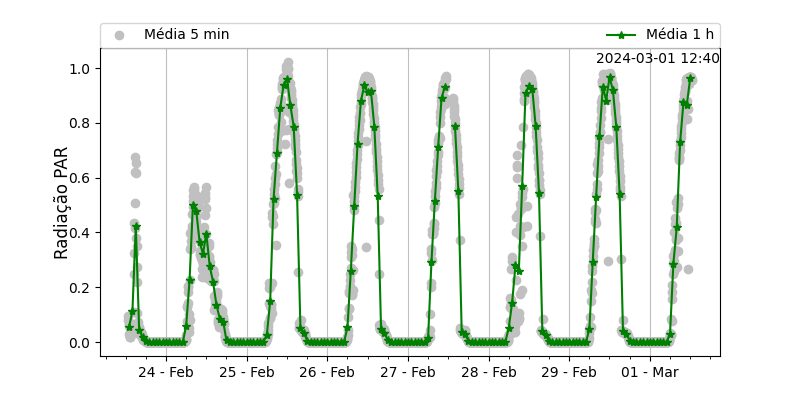 Média 5 min
Média 1 h
2024-03-01 12:40
Radiação PAR
1.0
0.8
0.6
0.4
0.2
0.0
24 - Feb
25 - Feb
26 - Feb
27 - Feb
28 - Feb
29 - Feb
01 - Mar